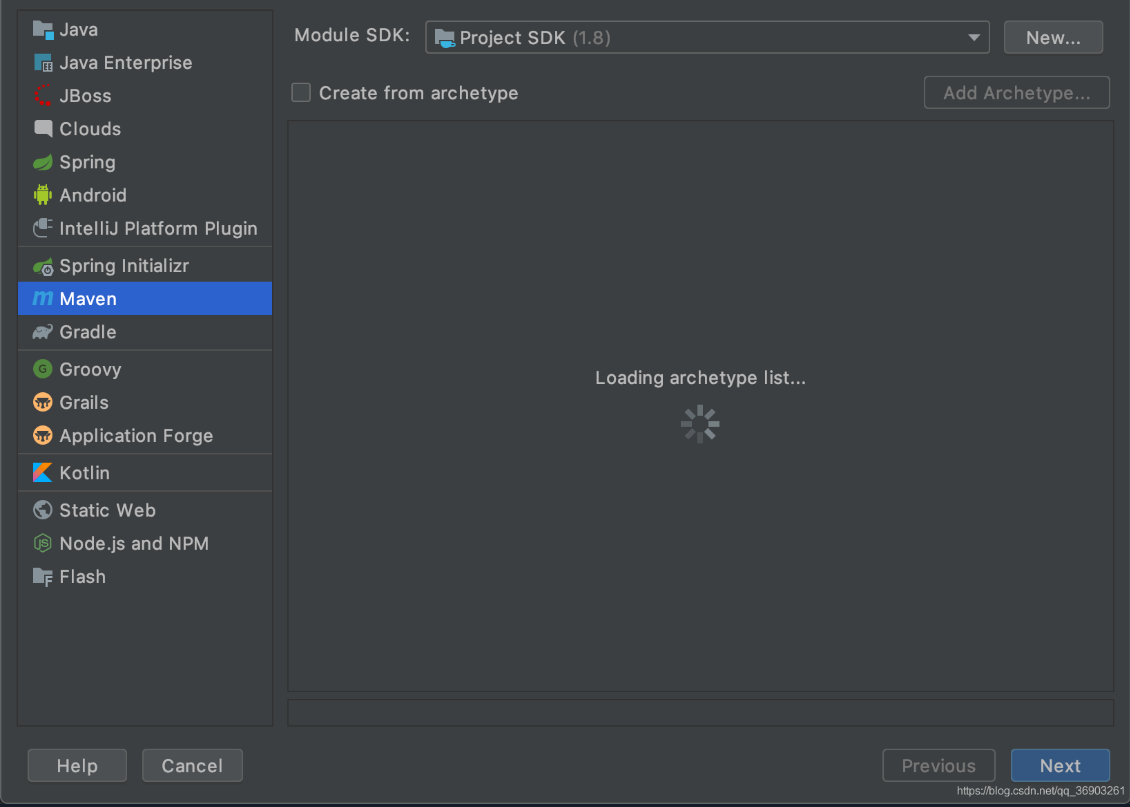 Java
Java Enterprise
JBoss
Clouds
Spring
Android
IntelliJ Platform Plugin
Spring Initializr
m Maven
Gradle
G Groovy
Grails
Application Forge
Kotlin
Static Web
JS Node.js and NPM
F Flash
Module SDK: Project SDK (1.8) New...
Create from archetype Add Archetype...
Loading archetype list...
Help Cancel Previous Next
https://blog.csdn.net/qq_36903261